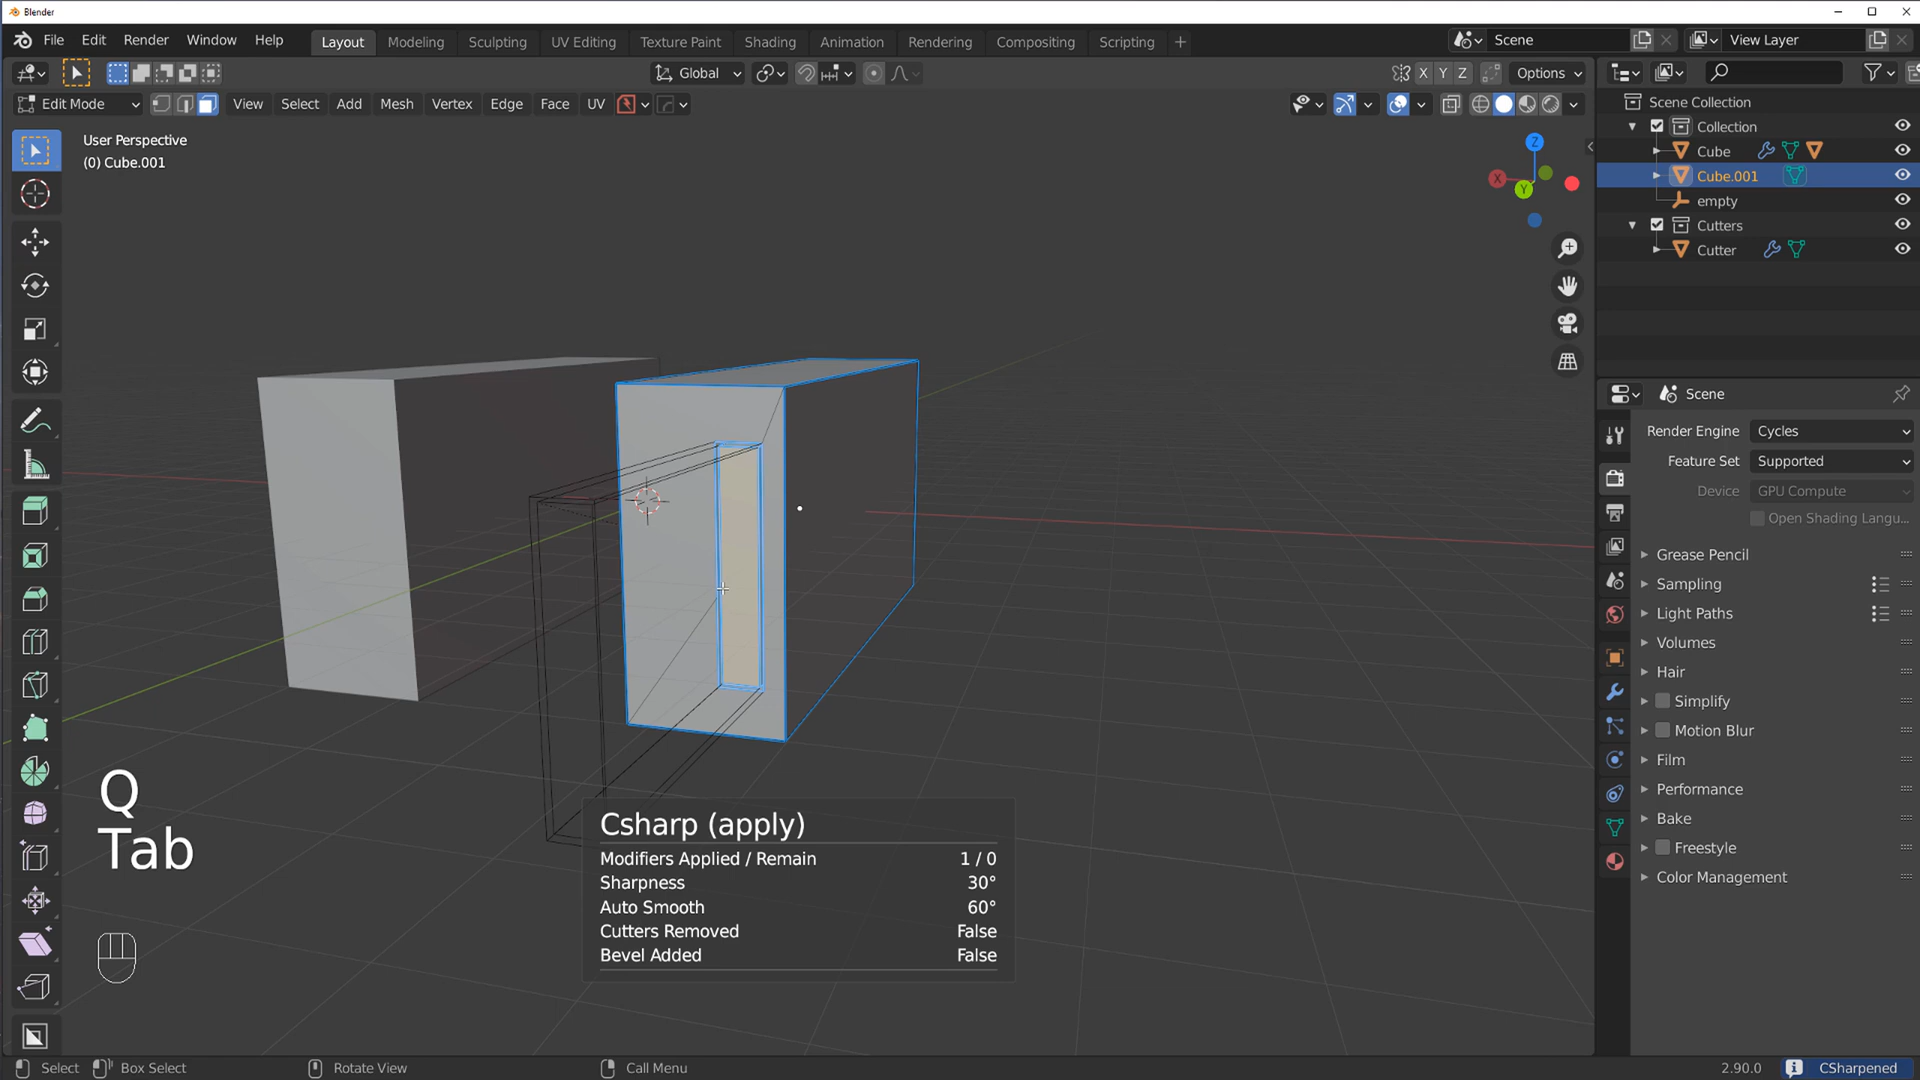 Blender
File Edit Render Window Help Layout Modeling Sculpting UV Editing Texture Paint Shading Animation Rendering Compositing Scripting + Scene View Layer
Global X Y Z Options
Edit Mode View Select Add Mesh Vertex Edge Face UV
User Perspective
(0) Cube.001
Z
X
Y
Scene Collection
Collection
Cube
Cube.001
empty
Cutters
Cutter
Scene
Render Engine Cycles
Feature Set Supported
Device GPU Compute
Open Shading Langu...
Grease Pencil
Sampling
Light Paths
Volumes
Hair
Simplify
Motion Blur
Film
Performance
Bake
Freestyle
Color Management
Q
Tab
Csharp (apply)
Modifiers Applied / Remain 1 / 0
Sharpness 30°
Auto Smooth 60°
Cutters Removed False
Bevel Added False
Select Box Select Rotate View Call Menu 2.90.0 CSharpened